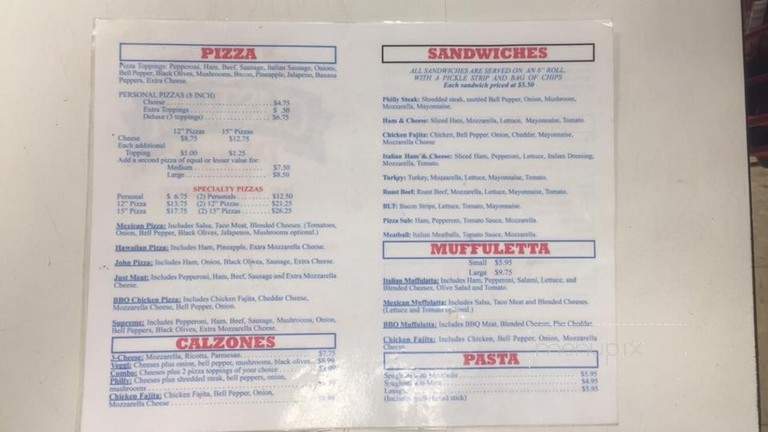 PIZZA
Pizza Toppings: Pepperoni, Ham, Beef, Sausage, Italian Sausage, Onions,
Bell Pepper, Black Olives, Mushrooms, Bacon, Pineapple, Jalapeno, Banana
Peppers, Extra Cheese.
PERSONAL PIZZAS (8 INCH)
Cheese $4.75
Extra Toppings $ .50
Deluxe (5 toppings) $6.75
12" Pizzas 15" Pizzas
Cheese $8.75 $12.75
Each additional
Topping $1.00 $1.25
Add a second pizza of equal or lesser value for:
Medium $7.50
Large $8.50
SPECIALTY PIZZAS
Personal $ 6.75 (2) Personals $12.50
12" Pizza $13.75 (2) 12" Pizzas $21.25
15" Pizza $17.75 (2) 15" Pizzas $26.25
Mexican Pizza: Includes Salsa, Taco Meat, Blended Cheeses. (Tomatoes,
Onion, Bell Pepper, Black Olives, Jalapenos, Mushrooms optional.)
Hawaiian Pizza: Includes Ham, Pineapple, Extra Mozzarella Cheese.
John Pizza: Includes Ham, Onion, Black Olives, Sausage, Extra Cheese.
Just Meat: Includes Pepperoni, Ham, Beef, Sausage and Extra Mozzarella
Cheese.
BBQ Chicken Pizza: Includes Chicken Fajita, Cheddar Cheese,
Mozzarella Cheese, Bell Pepper, Onion.
Supreme: Includes Pepperoni, Ham, Beef, Sausage, Mushrooms, Onion,
Bell Peppers, Black Olives, Extra Mozzarella Cheese.
CALZONES
3-Cheese: Mozzarella, Ricotta, Parmesan. $7.75
Veggi: Cheeses plus onion, bell pepper, mushrooms, black olives
Combo: Cheeses plus 2 pizza toppings of your choice
Philly: Cheeses plus shredded steak, bell peppers, onion,
mushrooms
Chicken Fajita: Chicken Fajita, Bell Pepper, Onion,
Mozzarella Cheese
SANDWICHES
ALL SANDWICHES ARE SERVED ON AN 6" ROLL,
WITH A PICKLE STRIP AND BAG OF CHIPS
Each sandwich priced at $5.50
Philly Steak: Shredded steak, sauteed Bell Pepper, Onion, Mushroom,
Mozzarella, Mayonnaise.
Ham & Cheese: Sliced Ham, Mozzarella, Lettuce, Mayonnaise, Tomato.
Chicken Fajita: Chicken, Bell Pepper, Onion, Cheddar, Mayonnaise,
Mozzarella Cheese
Italian Ham & Cheese: Sliced Ham, Pepperoni, Lettuce, Italian Dressing,
Mozzarella, Tomato.
Turkey: Turkey, Mozzarella, Lettuce, Mayonnaise, Tomato.
Roast Beef: Roast Beef, Mozzarella, Lettuce, Mayonnaise, Tomato.
BLT: Bacon Strips, Lettuce, Tomato, Mayonnaise.
Pizza Sub: Ham, Pepperoni, Tomato Sauce, Mozzarella.
Meatball: Italian Meatballs, Tomato Sauce, Mozzarella.
MUFFULETTA
Small $5.95
Large $9.75
Italian Muffulatta: Includes Ham, Pepperoni, Salami, Lettuce, and
Blended Cheeses, Olive Salad and Tomato.
Mexican Muffulatta: Includes Salsa, Taco Meat and Blended Cheeses.
(Lettuce and Tomato optional.)
BBQ Muffulatta: Includes BBQ Meat, Blended Cheeses, Plus Cheddar.
Chicken Fajita: Includes Chicken, Bell Pepper, Onion, Mozzarella
Cheese
PASTA
$5.95
$4.95
$5.95